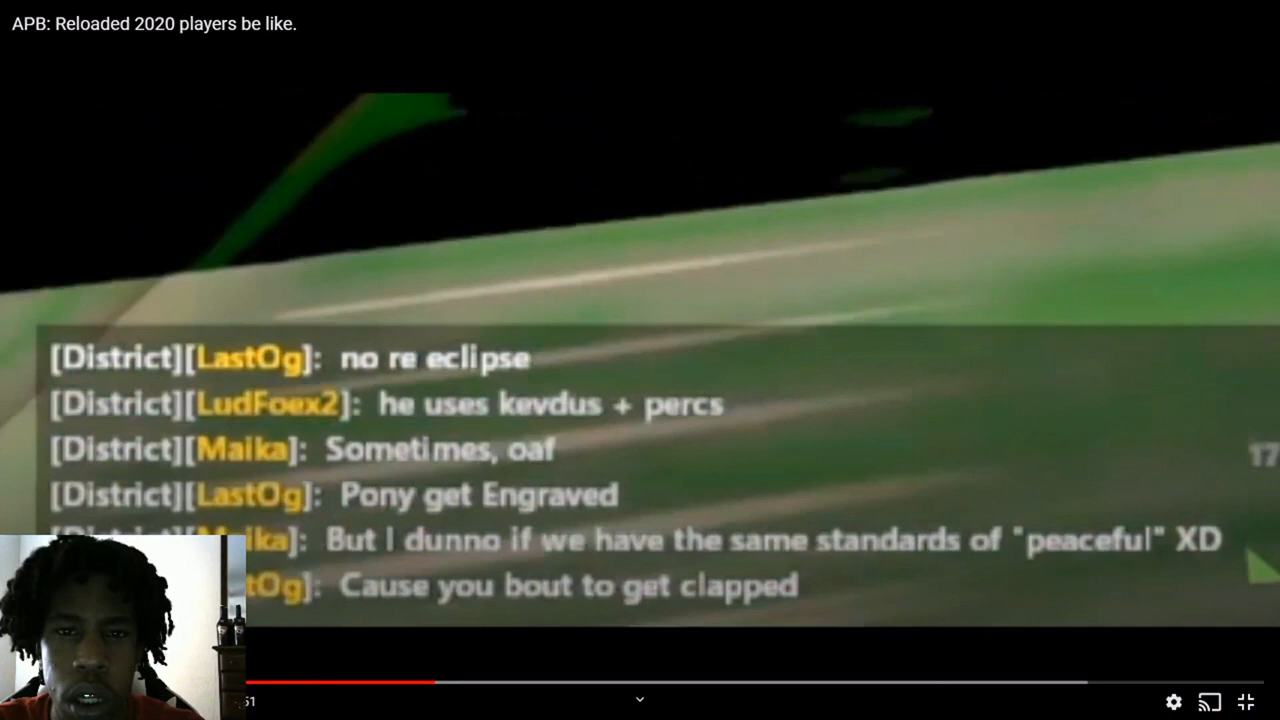 APB: Reloaded 2020 players be like.
[District][LastOg]: no re eclipse
[District][LudFoex2]: he uses kevdus + percs
[District][Maika]: Sometimes, oaf
[District][LastOg]: Pony get Engraved
ika]: But I dunno if we have the same standards of "peaceful" XD
tOg]: Cause you bout to get clapped
17
51